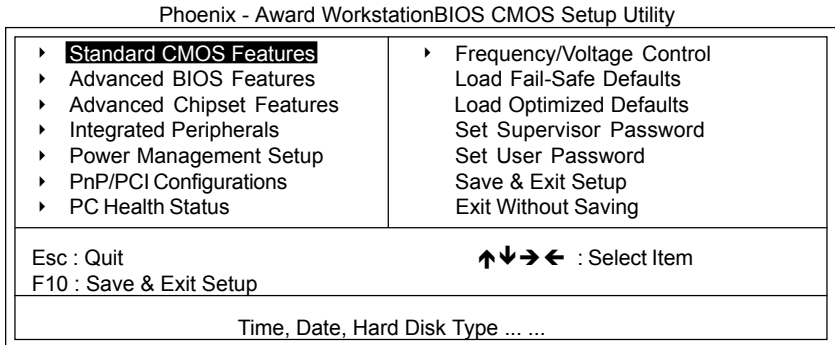 Phoenix - Award WorkstationBIOS CMOS Setup Utility
‣ Standard CMOS Features
‣ Advanced BIOS Features
‣ Advanced Chipset Features
‣ Integrated Peripherals
‣ Power Management Setup
‣ PnP/PCI Configurations
‣ PC Health Status
‣ Frequency/Voltage Control
Load Fail-Safe Defaults
Load Optimized Defaults
Set Supervisor Password
Set User Password
Save & Exit Setup
Exit Without Saving
Esc : Quit
F10 : Save & Exit Setup
↑↓→← : Select Item
Time, Date, Hard Disk Type ... ...